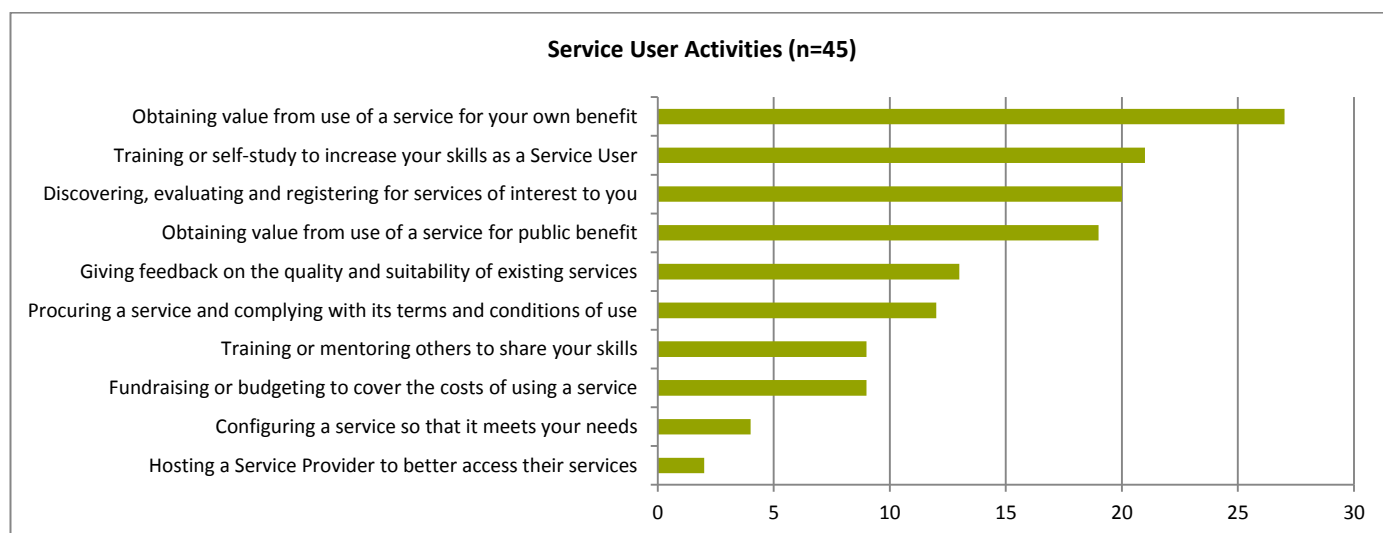 Service User Activities (n=45)
Obtaining value from use of a service for your own benefit
Training or self-study to increase your skills as a Service User
Discovering, evaluating and registering for services of interest to you
Obtaining value from use of a service for public benefit
Giving feedback on the quality and suitability of existing services
Procuring a service and complying with its terms and conditions of use
Training or mentoring others to share your skills
Fundraising or budgeting to cover the costs of using a service
Configuring a service so that it meets your needs
Hosting a Service Provider to better access their services
0 5 10 15 20 25 30